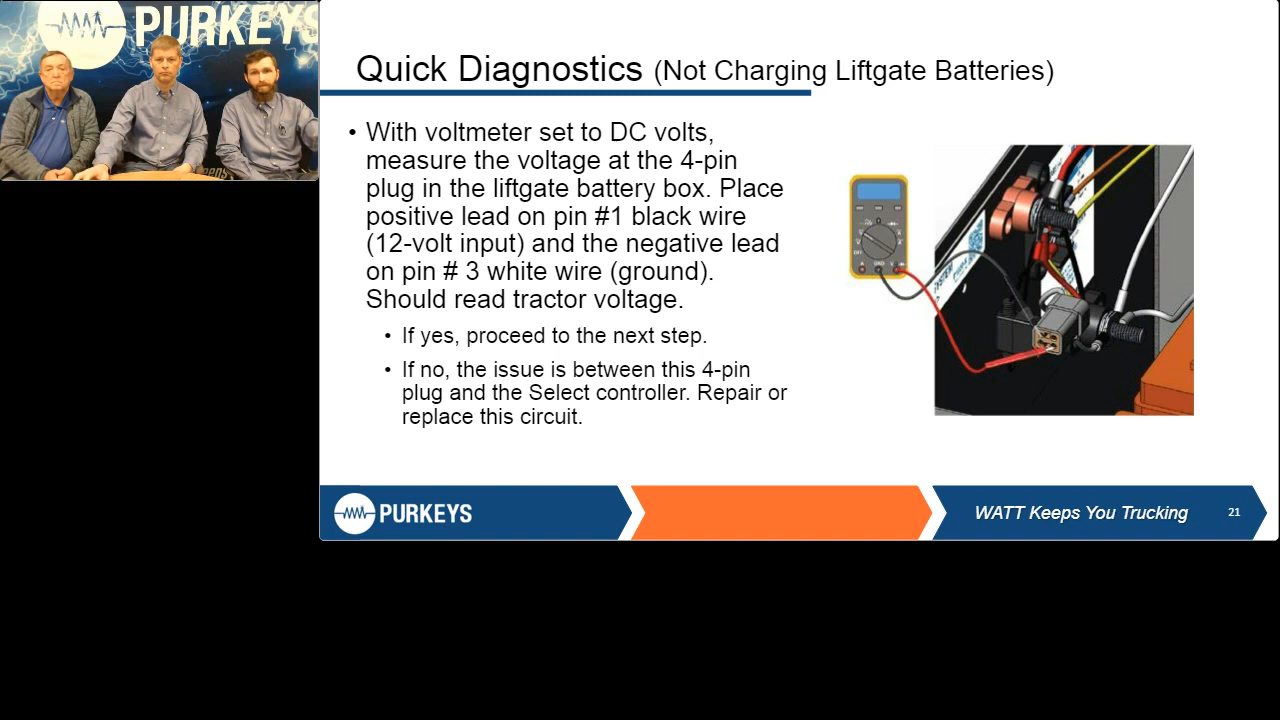 PURKEYS
Quick Diagnostics (Not Charging Liftgate Batteries)
• With voltmeter set to DC volts,
measure the voltage at the 4-pin
plug in the liftgate battery box. Place
positive lead on pin #1 black wire
(12-volt input) and the negative lead
on pin # 3 white wire (ground).
Should read tractor voltage.
• If yes, proceed to the next step.
• If no, the issue is between this 4-pin
plug and the Select controller. Repair or
replace this circuit.
PURKEYS
WATT Keeps You Trucking
21